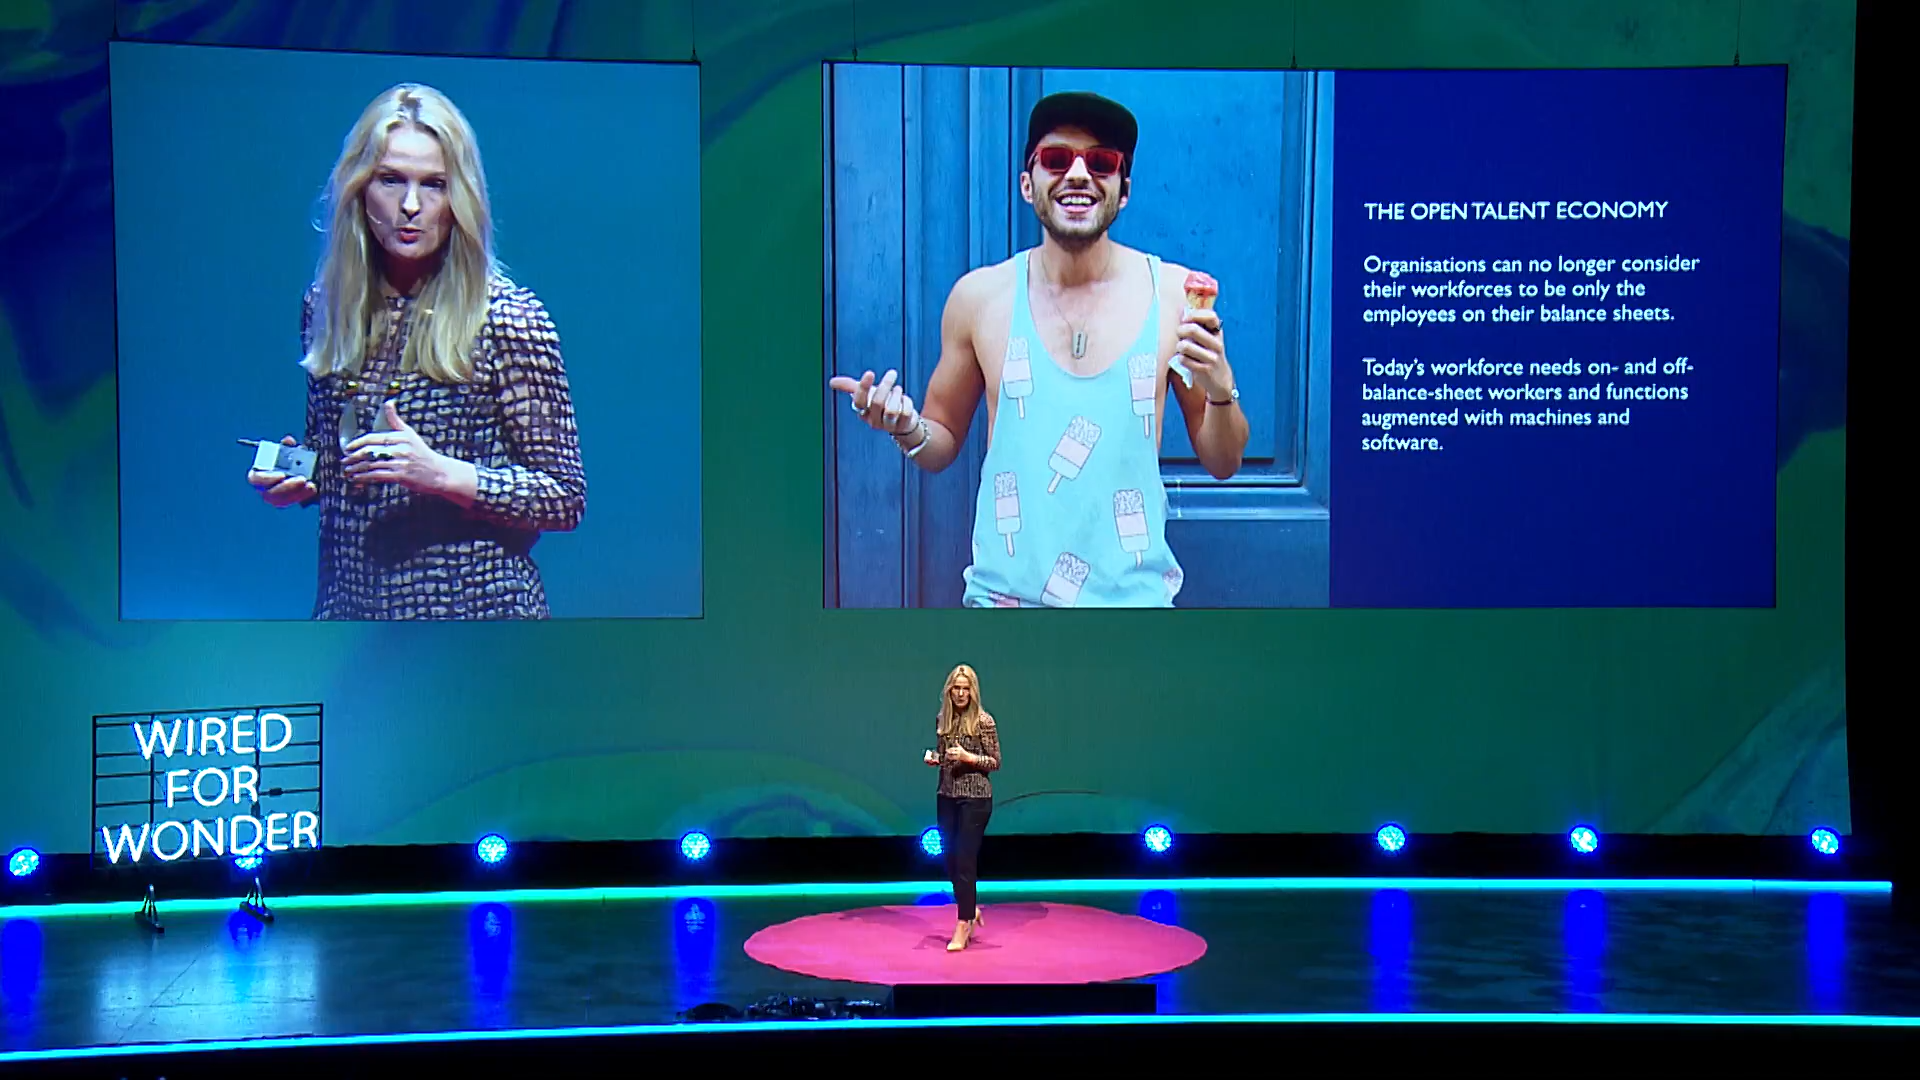 THE OPEN TALENT ECONOMY
Organisations can no longer consider
their workforces to be only the
employees on their balance sheets.
Today's workforce needs on- and off-
balance-sheet workers and functions
augmented with machines and
software.
WIRED
FOR
WONDER